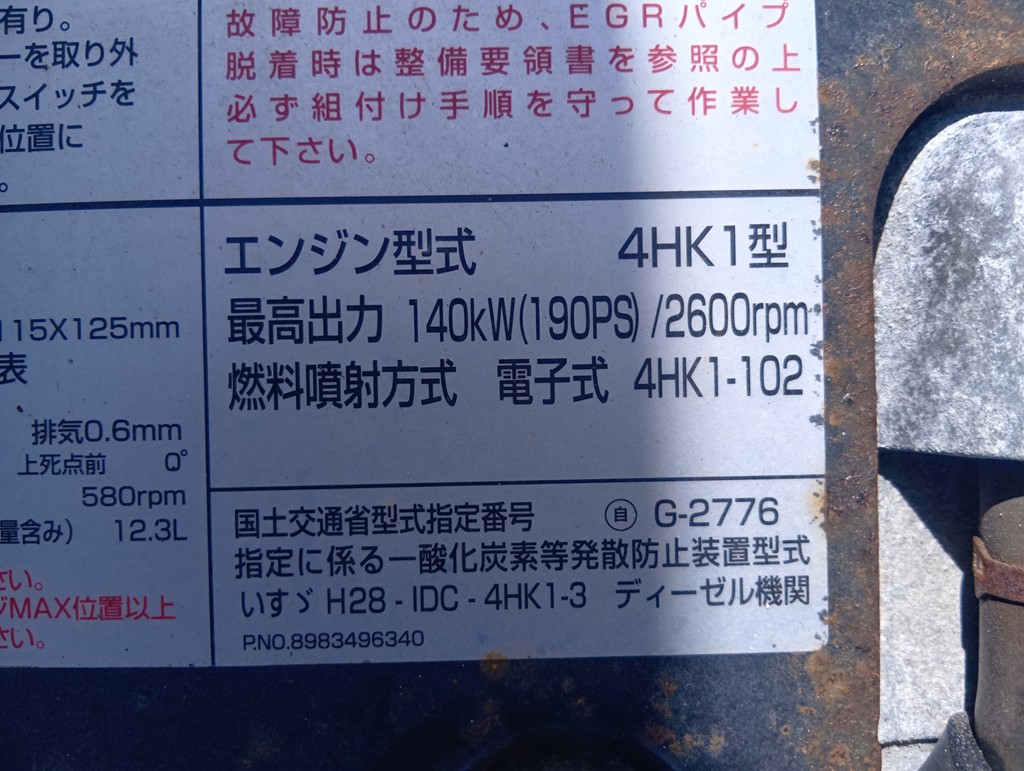 有り。
ーを取り外
スイッチを
位置に
。
115X125mm
表
排気0.6mm
上死点前 0°
580rpm
量含み) 12.3L
さい。
ジMAX位置以上
さい。
故障防止のため、EGRパイプ
脱着時は整備要領書を参照の上
必ず組付け手順を守って作業し
て下さい。
エンジン型式 4HK1型
最高出力 140kW(190PS)/2600rpm
燃料噴射方式 電子式 4HK1-102
国土交通省型式指定番号 ㊀自 G-2776
指定に係る一酸化炭素等発散防止装置型式
いすゞ H28 - IDC - 4HK1-3 ディーゼル機関
P.NO.8983496340